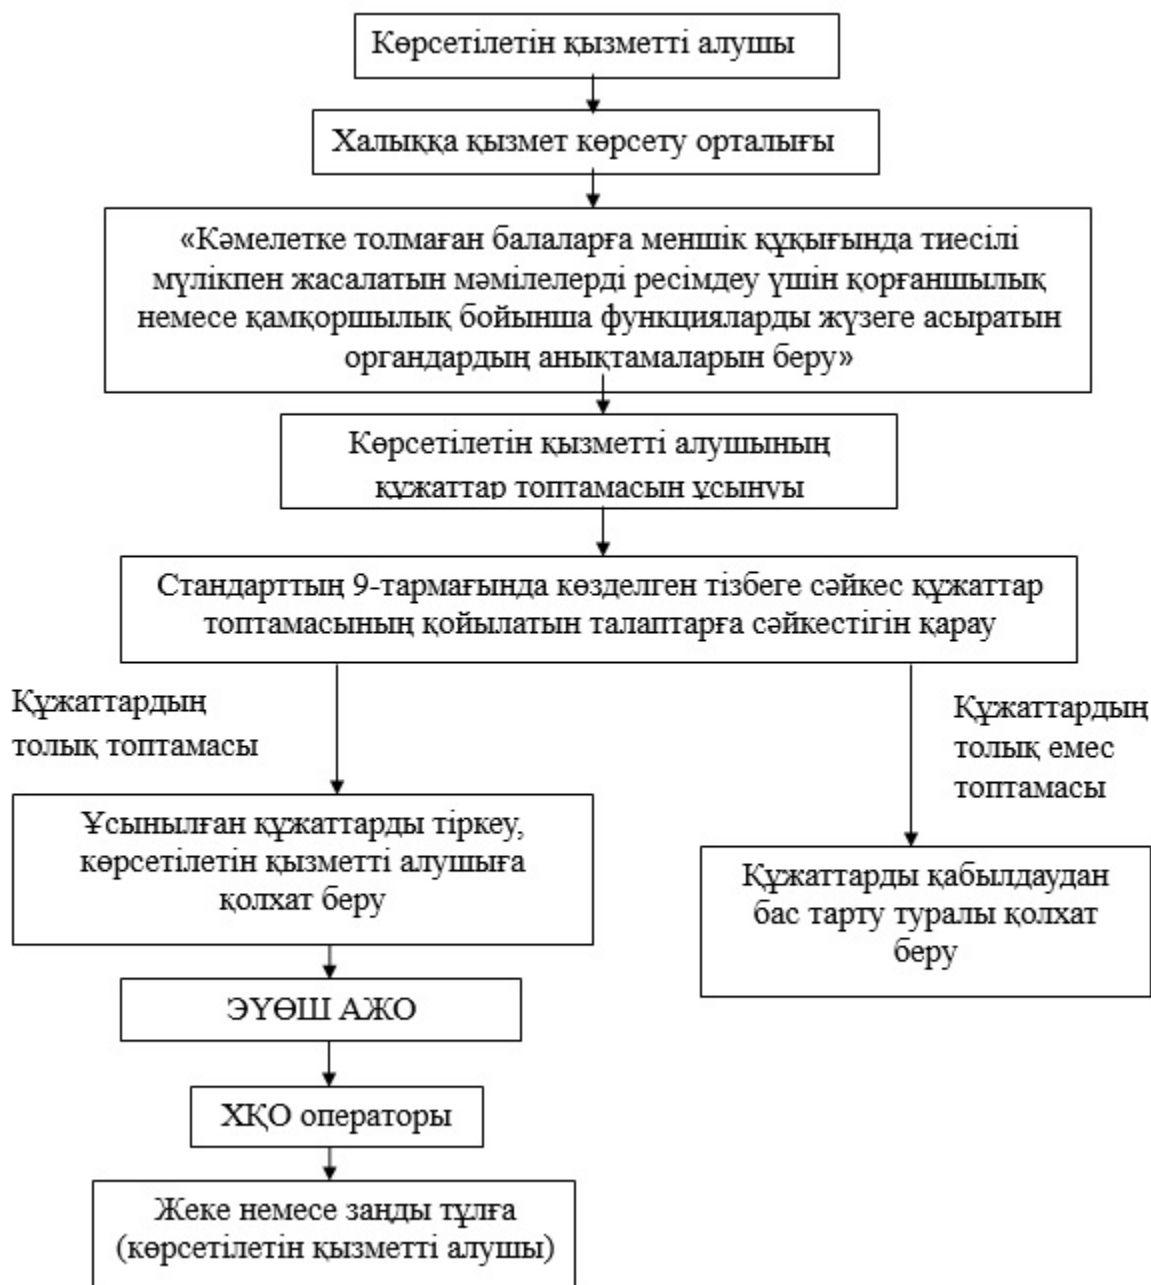 Көрсетілетін қызметті алушы
Халыққа қызмет көрсету орталығы
«Кәмелетке толмаған балаларға меншік құқығында тиесілі
мүлікпен жасалатын мәмілелерді ресімдеу үшін қорғаншылық
немесе қамқоршылық бойынша функцияларды жүзеге асыратын
органдардың анықтамаларын беру»
Көрсетілетін қызметті алушының
құжаттар топтамасын ұсынуы
Стандарттың 9-тармағында көзделген тізбеге сәйкес құжаттар
топтамасының қойылатын талаптарға сәйкестігін қарау
Құжаттардың
толық топтамасы
Құжаттардың
толық емес
топтамасы
Ұсынылған құжаттарды тіркеу,
көрсетілетін қызметті алушыға
қолхат беру
Құжаттарды қабылдаудан
бас тарту туралы қолхат
беру
ЭҮӨШ АЖО
ХҚО операторы
Жеке немесе заңды тұлға
(көрсетілетін қызметті алушы)